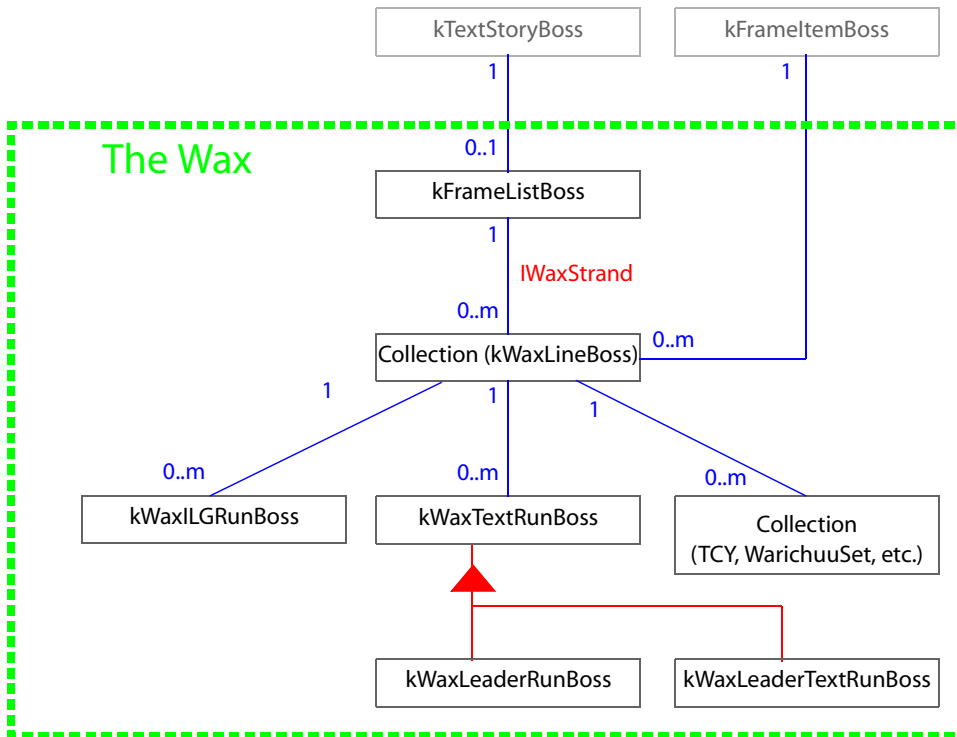 kTextStoryBoss
kFrameItemBoss
1
1
The Wax
0..1
kFrameListBoss
1
IWaxStrand
0..m
0..m
Collection (kWaxLineBoss)
1
1
1
0..m
0..m
0..m
kWaxILGRunBoss
kWaxTextRunBoss
Collection
(TCY, WarichuuSet, etc.)
kWaxLeaderRunBoss
kWaxLeaderTextRunBoss